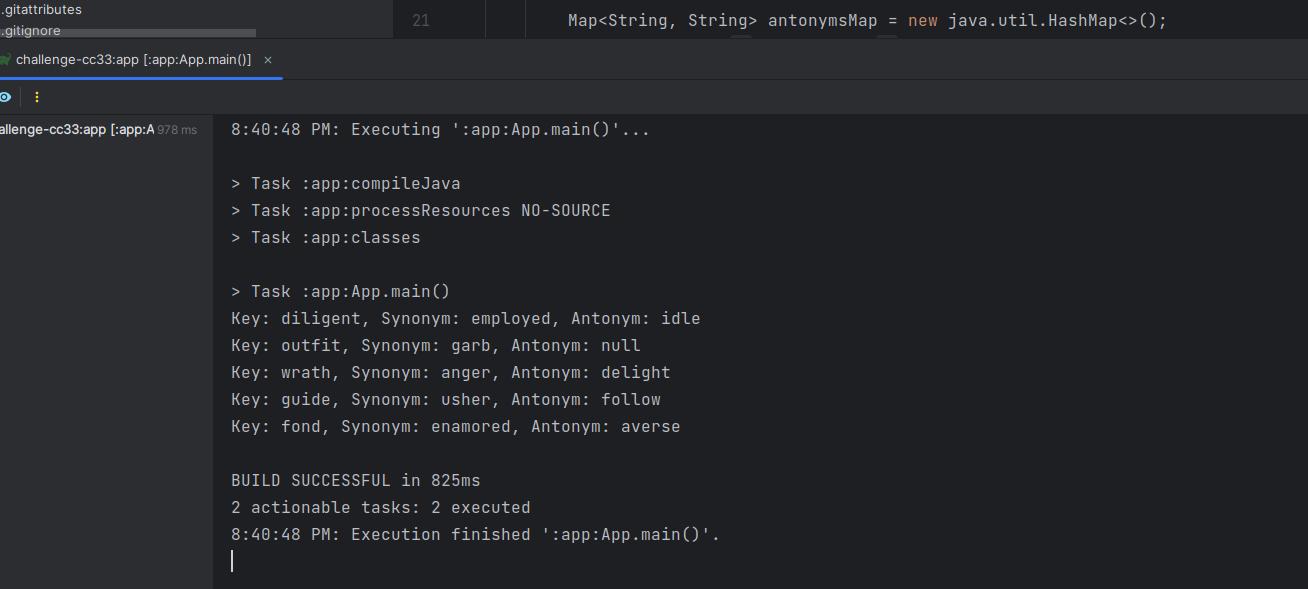 .gitattributes
.gitignore
21 Map<String, String> antonymsMap = new java.util.HashMap<>();
challenge-cc33:app [:app:App.main()] ×
allenge-cc33:app [:app:A 978 ms
8:40:48 PM: Executing ':app:App.main()'...
> Task :app:compileJava
> Task :app:processResources NO-SOURCE
> Task :app:classes
> Task :app:App.main()
Key: diligent, Synonym: employed, Antonym: idle
Key: outfit, Synonym: garb, Antonym: null
Key: wrath, Synonym: anger, Antonym: delight
Key: guide, Synonym: usher, Antonym: follow
Key: fond, Synonym: enamored, Antonym: averse
BUILD SUCCESSFUL in 825ms
2 actionable tasks: 2 executed
8:40:48 PM: Execution finished ':app:App.main()'.